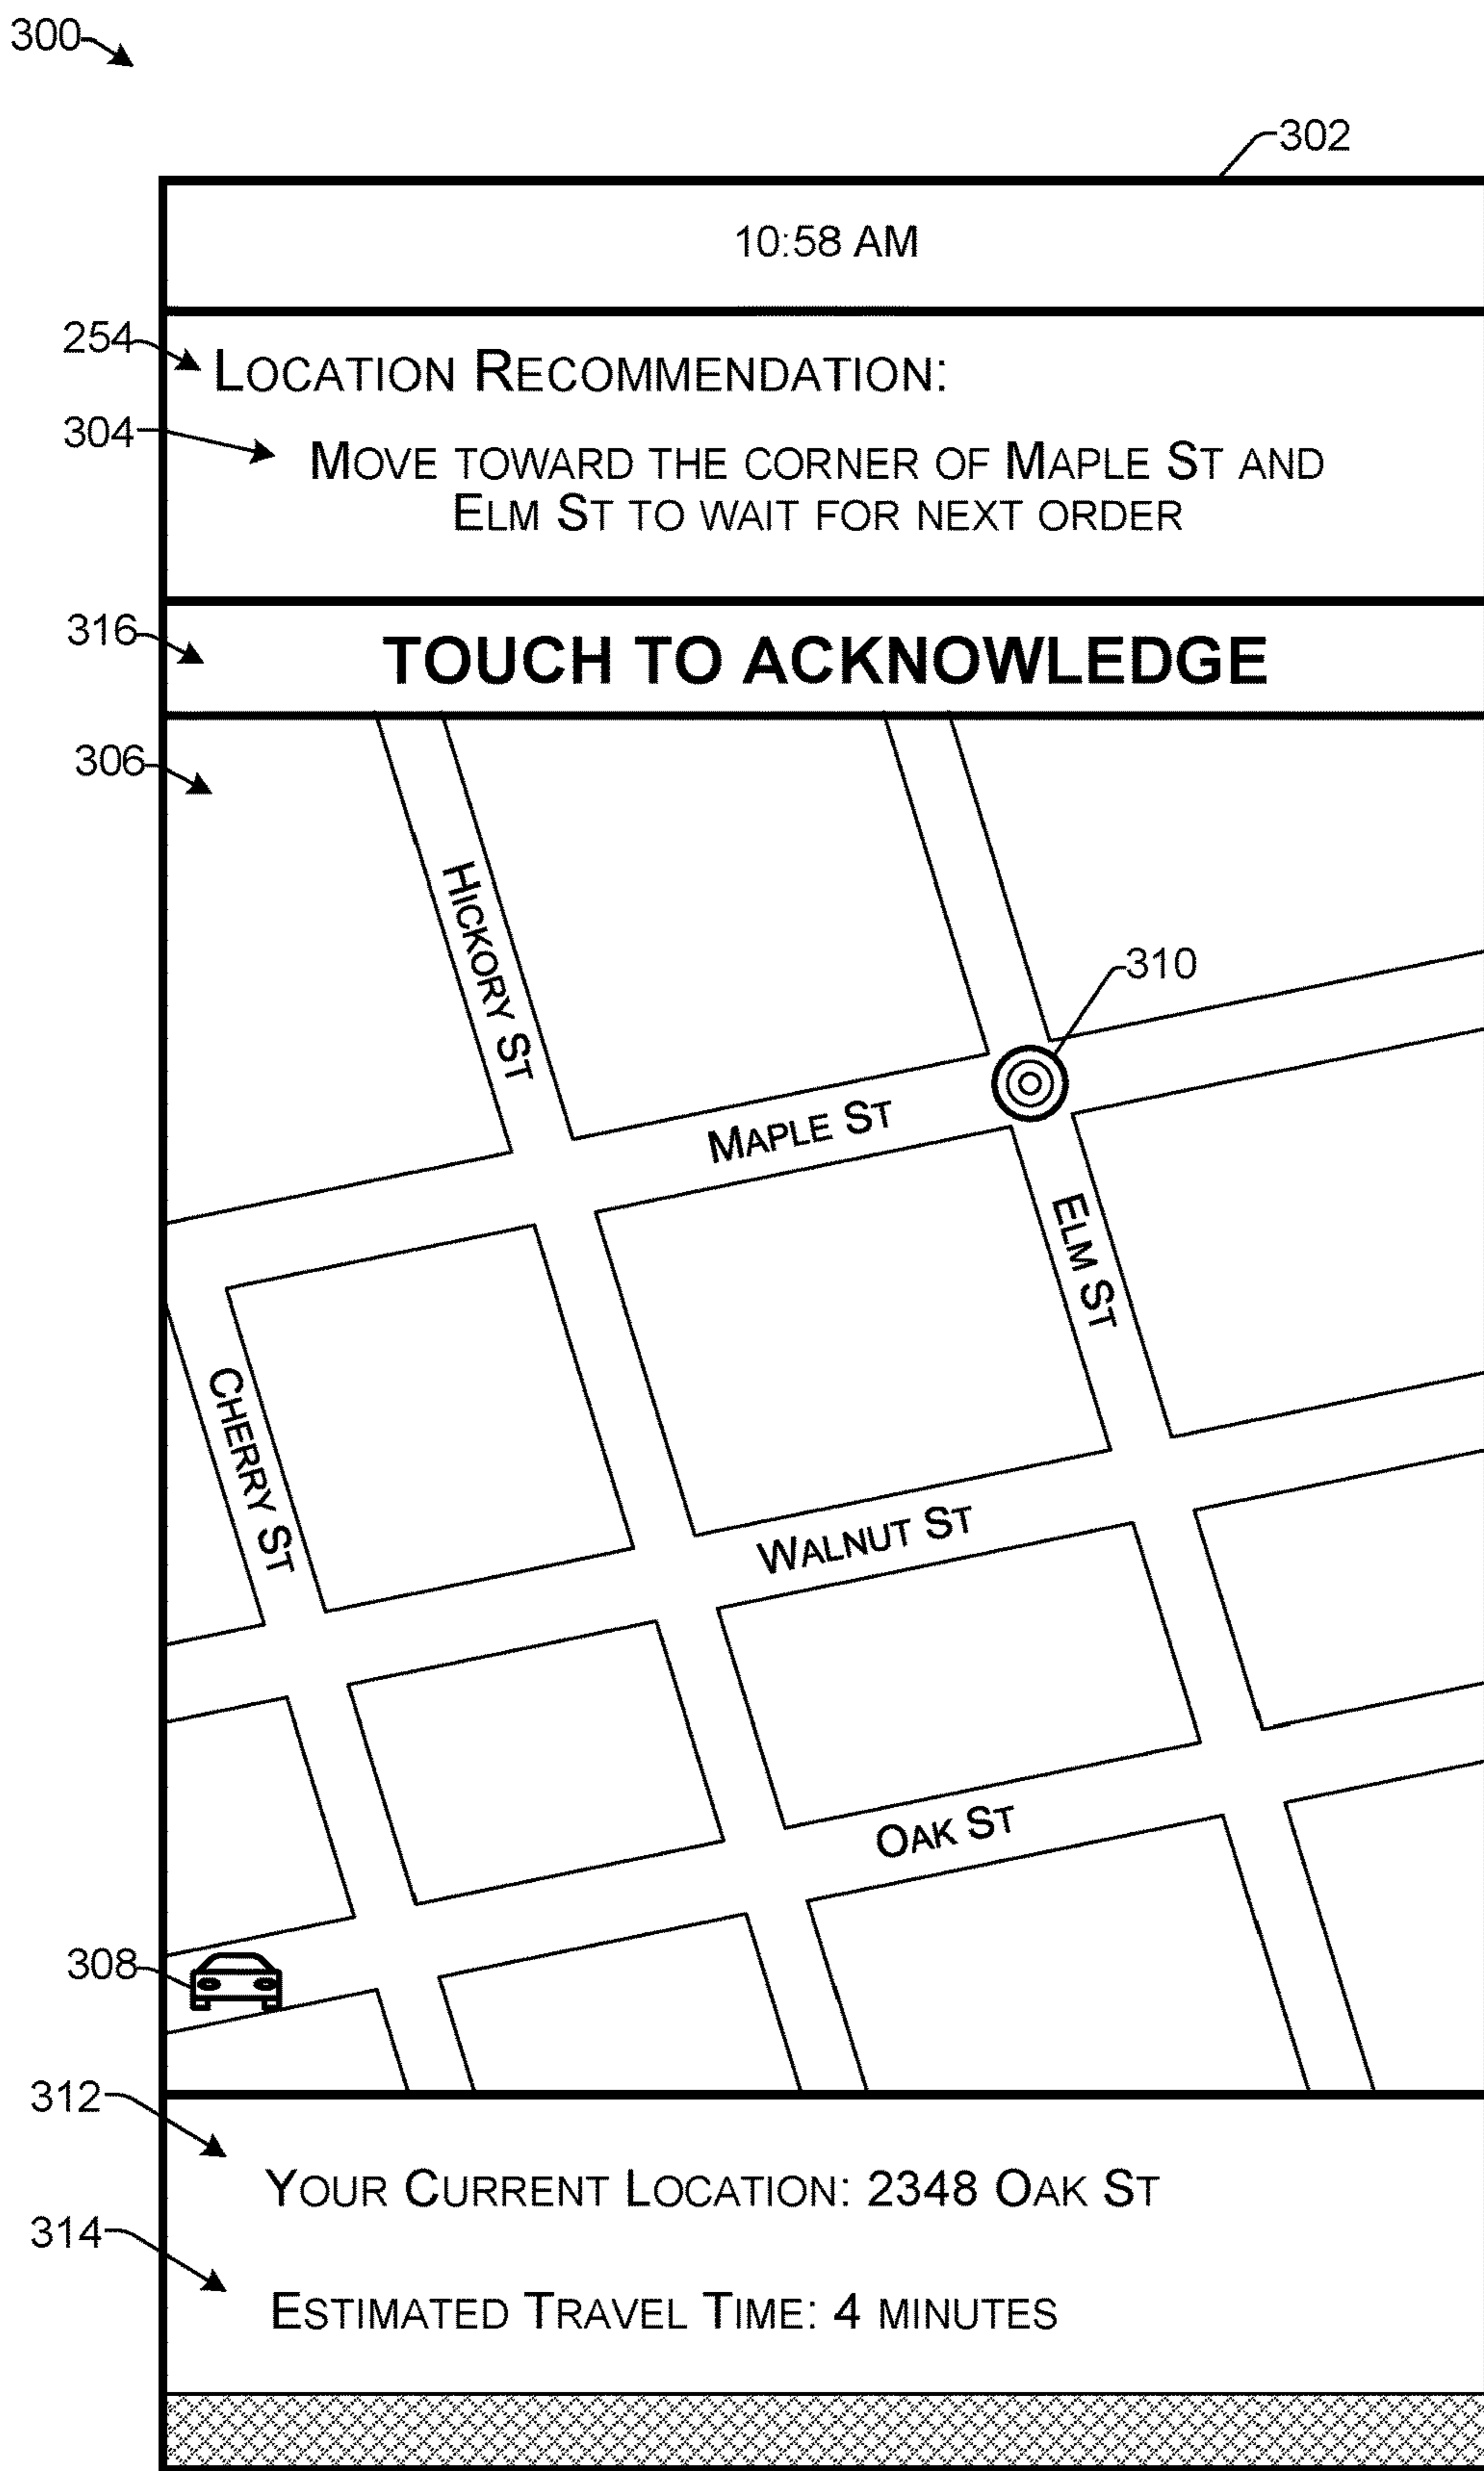 300
302
10:58 AM
254
LOCATION RECOMMENDATION:
304
MOVE TOWARD THE CORNER OF MAPLE ST AND
ELM ST TO WAIT FOR NEXT ORDER
316
TOUCH TO ACKNOWLEDGE
306
HICKORY ST
310
MAPLE ST
ELM ST
CHERRY ST
WALNUT ST
OAK ST
308
312
YOUR CURRENT LOCATION: 2348 OAK ST
314
ESTIMATED TRAVEL TIME: 4 MINUTES